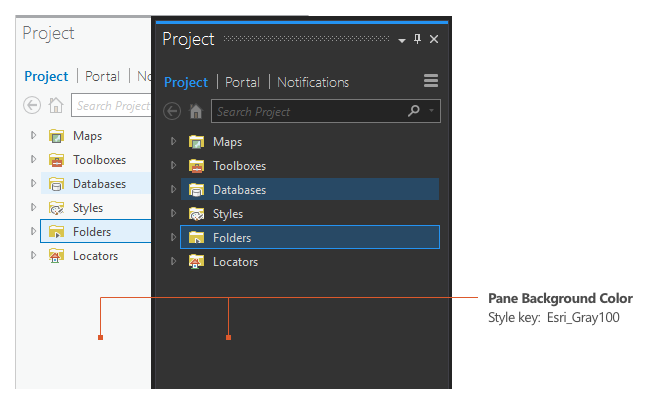 Project
Project | Portal | No
Search Project
Maps
Toolboxes
Databases
Styles
Folders
Locators
Project
Project | Portal | Notifications
Search Project
Maps
Toolboxes
Databases
Styles
Folders
Locators
Pane Background Color
Style key: Esri_Gray100